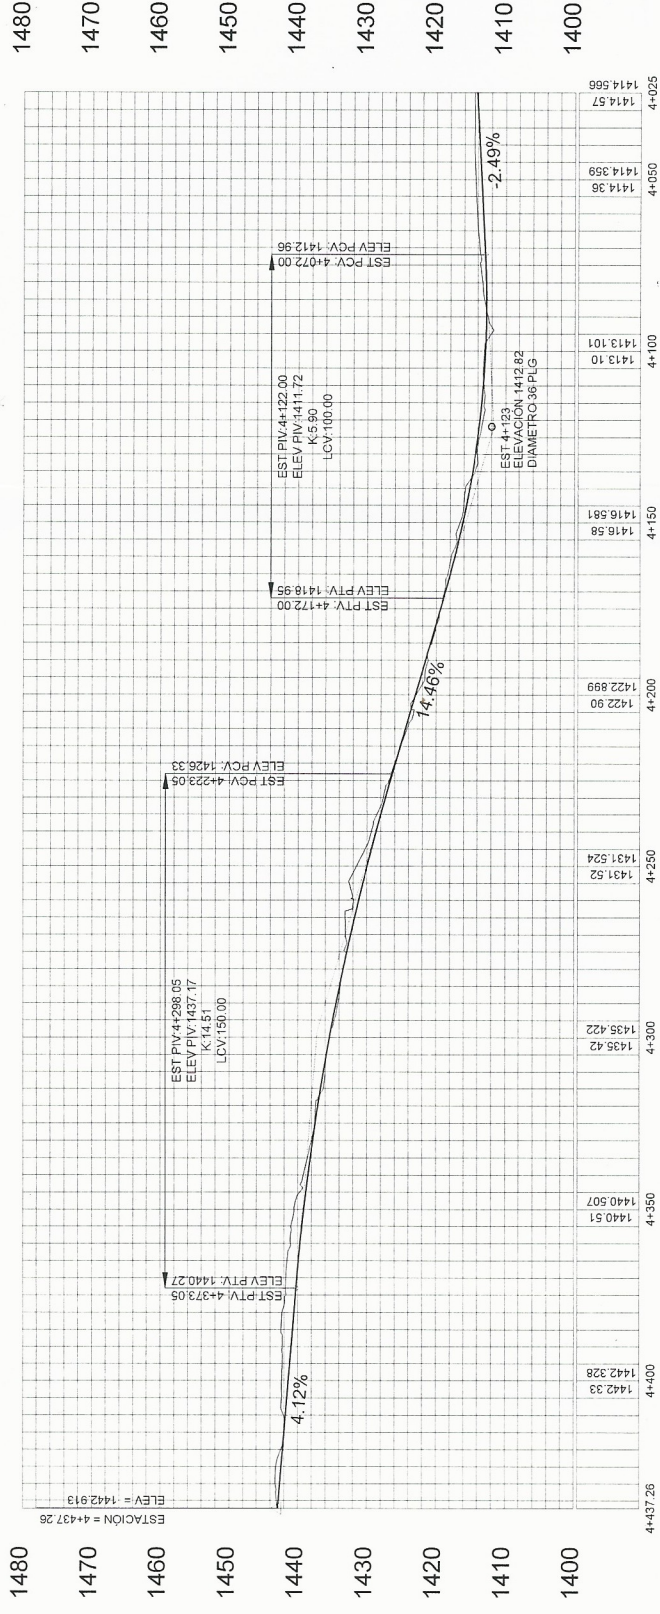 1480
1470
1460
1450
1440
1430
1420
1410
1400
ESTACIÓN = 4+437.26
ELEV = 1442.913
4.12%
EST PTV: 4+373.05
ELEV PTV: 1440.27
EST PIV:4+298.05
ELEV PIV:1437.17
K:14.51
LCV:150.00
EST PCV: 4+223.05
ELEV PCV: 1426.33
14.46%
EST PTV: 4+172.00
ELEV PTV: 1418.95
EST PIV:4+122.00
ELEV PIV:1411.72
K:5.90
LCV:100.00
EST 4+123
ELEVACIÓN 1412.82
DIAMETRO 36 PLG
EST PCV: 4+072.00
ELEV PCV: 1412.96
-2.49%
1480
1470
1460
1450
1440
1430
1420
1410
1400
1442.33
1442.328
1440.51
1440.507
1435.42
1435.422
1431.52
1431.524
1422.90
1422.899
1416.58
1416.581
1413.10
1413.101
1414.36
1414.359
1414.57
1414.566
4+437.26
4+400
4+350
4+300
4+250
4+200
4+150
4+100
4+050
4+025